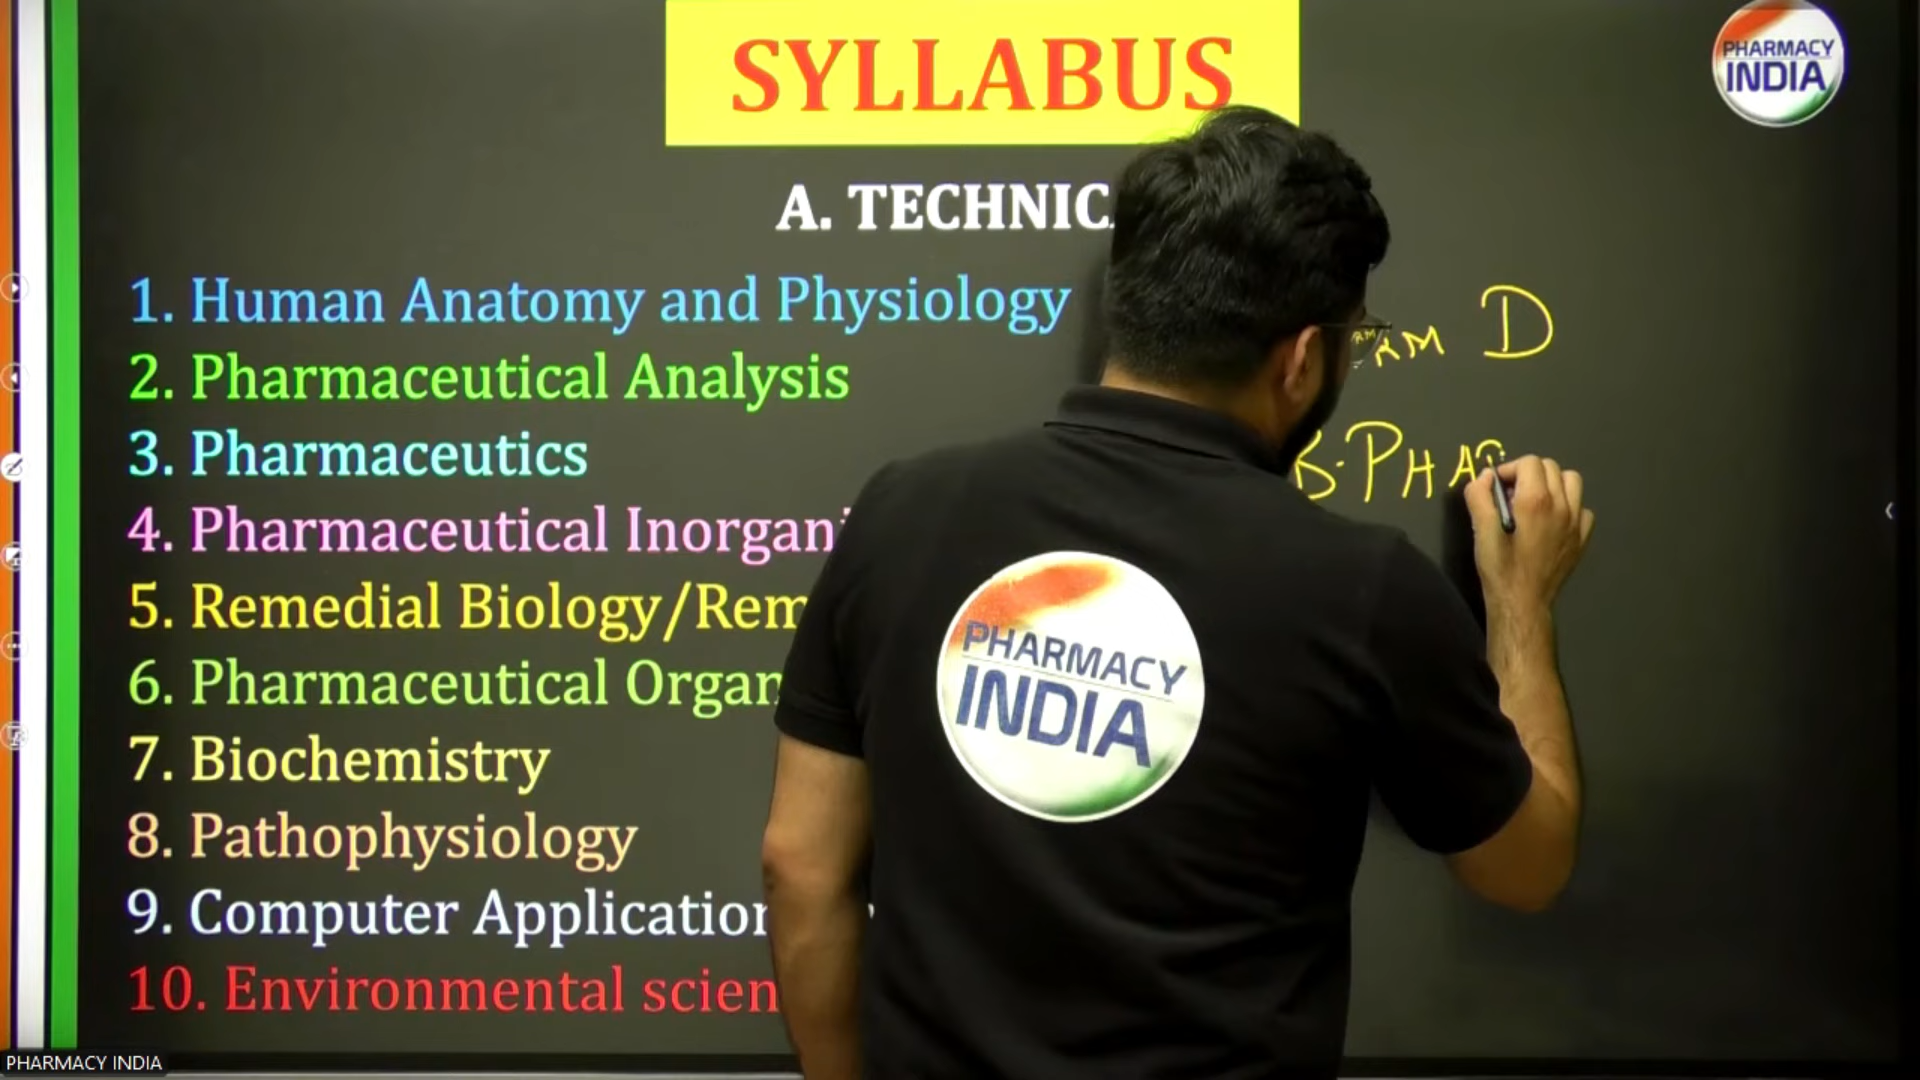 SYLLABUS
PHARMACY
INDIA
A. TECHNIC
1. Human Anatomy and Physiology
RM D
2. Pharmaceutical Analysis
B.PHAR
3. Pharmaceutics
4. Pharmaceutical Inorgani
5. Remedial Biology/Rem
6. Pharmaceutical Organ
PHARMACY
INDIA
7. Biochemistry
8. Pathophysiology
9. Computer Application
10. Environmental scien
PHARMACY INDIA